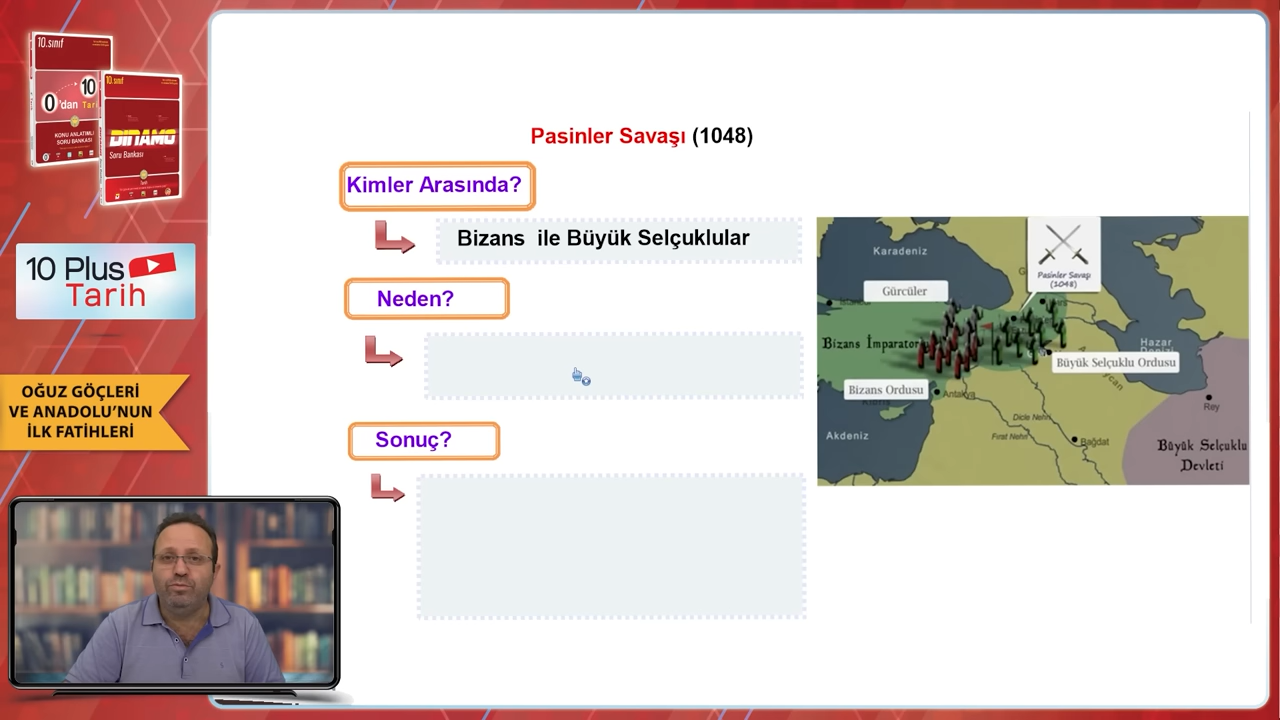 10.sınıf
0'dan 10
Tari
KONU ANLATIMLI
SORU BANKASI
10.sınıf
DINAMO
Soru Bankası
10 Plus
Tarih
OĞUZ GÖÇLERİ
VE ANADOLU'NUN
İLK FATİHLERİ
Pasinler Savaşı (1048)
Kimler Arasında?
Bizans ile Büyük Selçuklular
Neden?
Sonuç?
Karadeniz
Pasinler Savaşı
(1048)
Gürcüler
Bizans İmparator
Hazar
Denizi
Büyük Selçuklu Ordusu
Bizans Ordusu
Antakya
Kıbrıs
Rey
Dicle Nehri
Fırat Nehri
Akdeniz
Bağdat
Büyük Selçuklu
Devleti